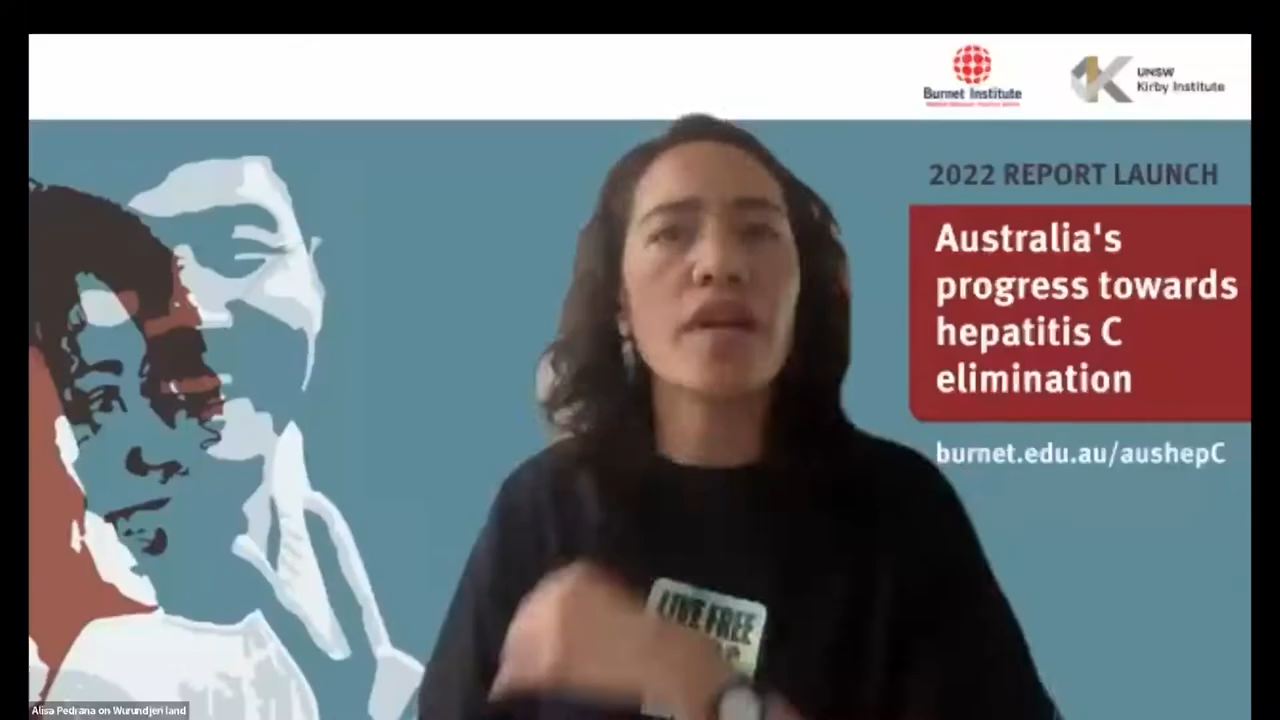 Burnet Institute
UNSW
Kirby Institute
2022 REPORT LAUNCH
Australia's
progress towards
hepatitis C
elimination
burnet.edu.au/aushepC
LIVE FREE
Alisa Pedrana on Wurundjeri land